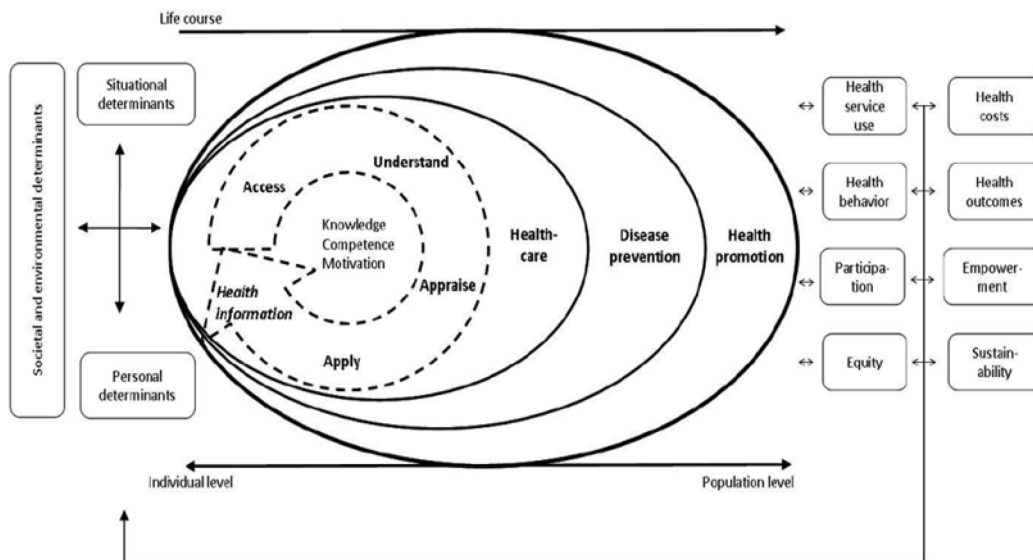 Life course
Societal and environmental determinants
Situational
determinants
Personal
determinants
Access
Understand
Knowledge
Competence
Motivation
Health
information
Appraise
Apply
Health-
care
Disease
prevention
Health
promotion
Individual level
Population level
Health
service
use
Health
costs
Health
behavior
Health
outcomes
Participa-
tion
Empower-
ment
Equity
Sustain-
ability